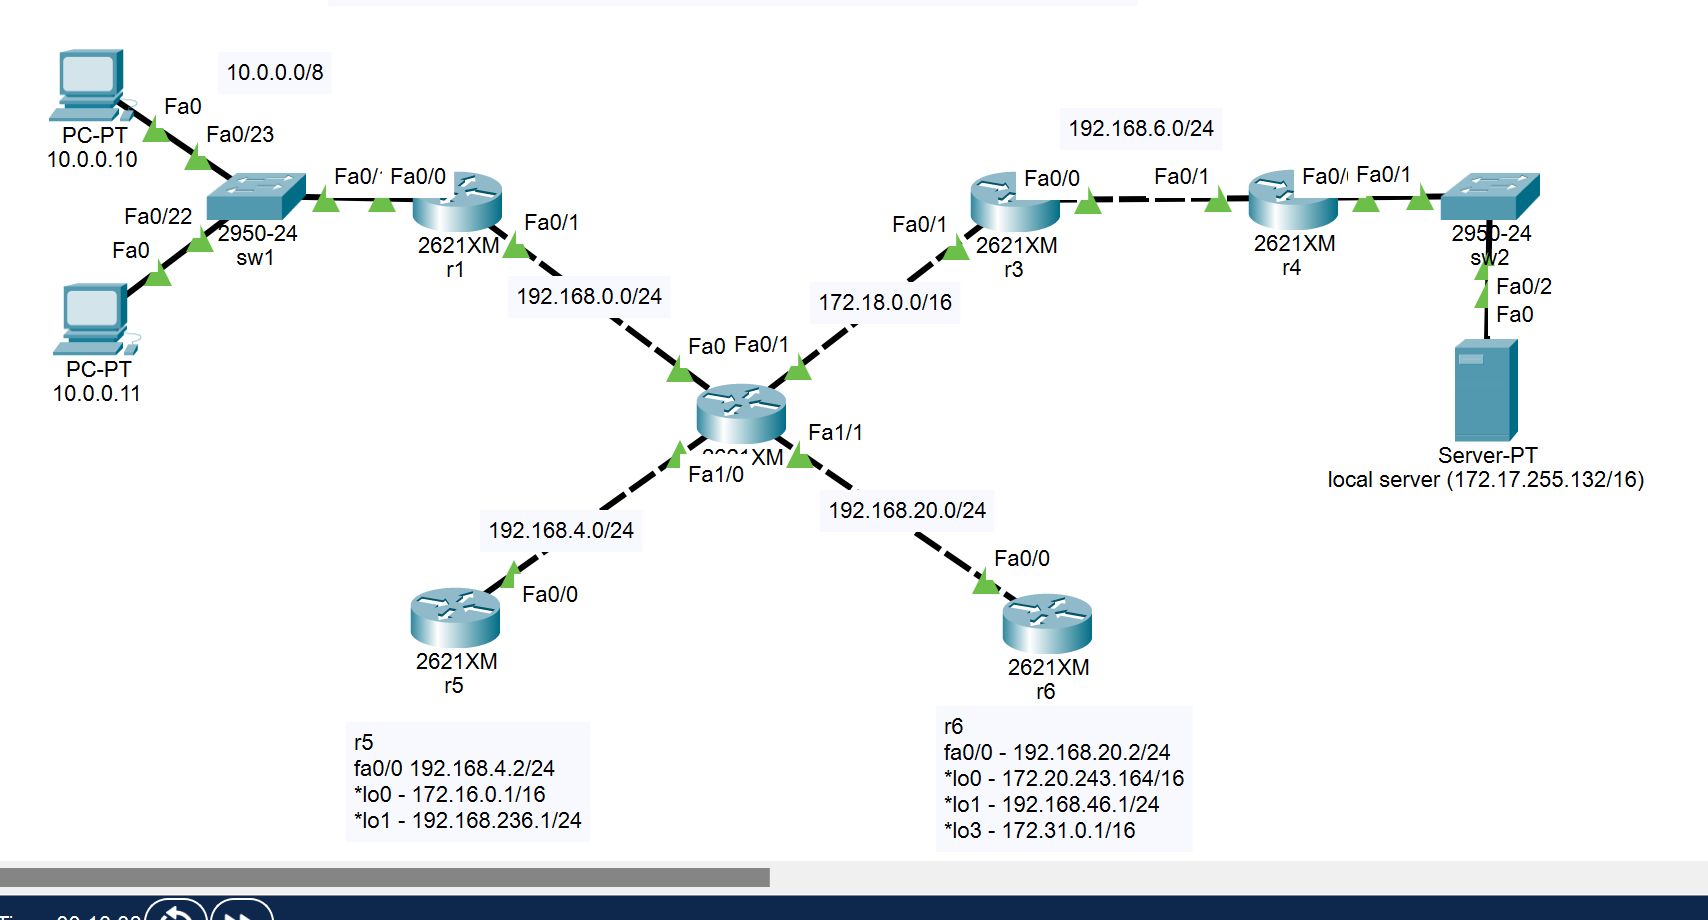 10.0.0.0/8
Fa0
Fa0/23
PC-PT
10.0.0.10
Fa0/22
Fa0
2950-24
sw1
PC-PT
10.0.0.11
Fa0/
Fa0/0
Fa0/1
2621XM
r1
192.168.0.0/24
Fa0
Fa0/1
172.18.0.0/16
Fa0/1
Fa0/0
2621XM
r3
192.168.6.0/24
Fa0/1
Fa0/
Fa0/1
2621XM
r4
2950-24
sw2
Fa0/2
Fa0
Server-PT
local server (172.17.255.132/16)
2621XM
Fa1/1
Fa1/0
192.168.4.0/24
192.168.20.0/24
Fa0/0
2621XM
r5
Fa0/0
2621XM
r6
r5
fa0/0 192.168.4.2/24
*lo0 - 172.16.0.1/16
*lo1 - 192.168.236.1/24
r6
fa0/0 - 192.168.20.2/24
*lo0 - 172.20.243.164/16
*lo1 - 192.168.46.1/24
*lo3 - 172.31.0.1/16